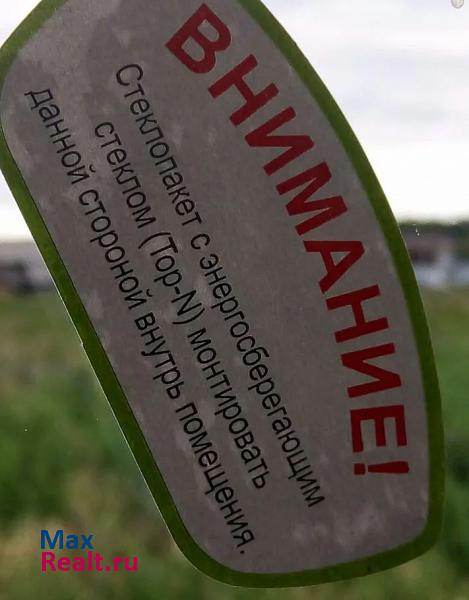 ВНИМАНИЕ!
Стеклопакет с энергосберегающим
стеклом (Top-N) монтировать
данной стороной внутрь помещения.
Max
Realt.ru